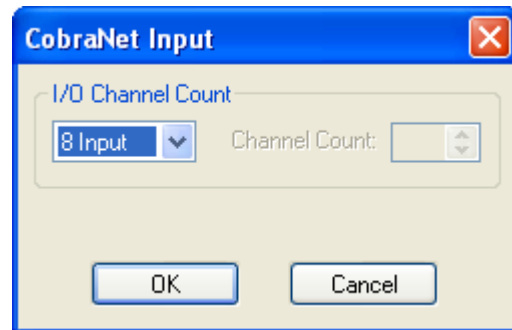 CobraNet Input
I/O Channel Count
8 Input Channel Count:
OK Cancel